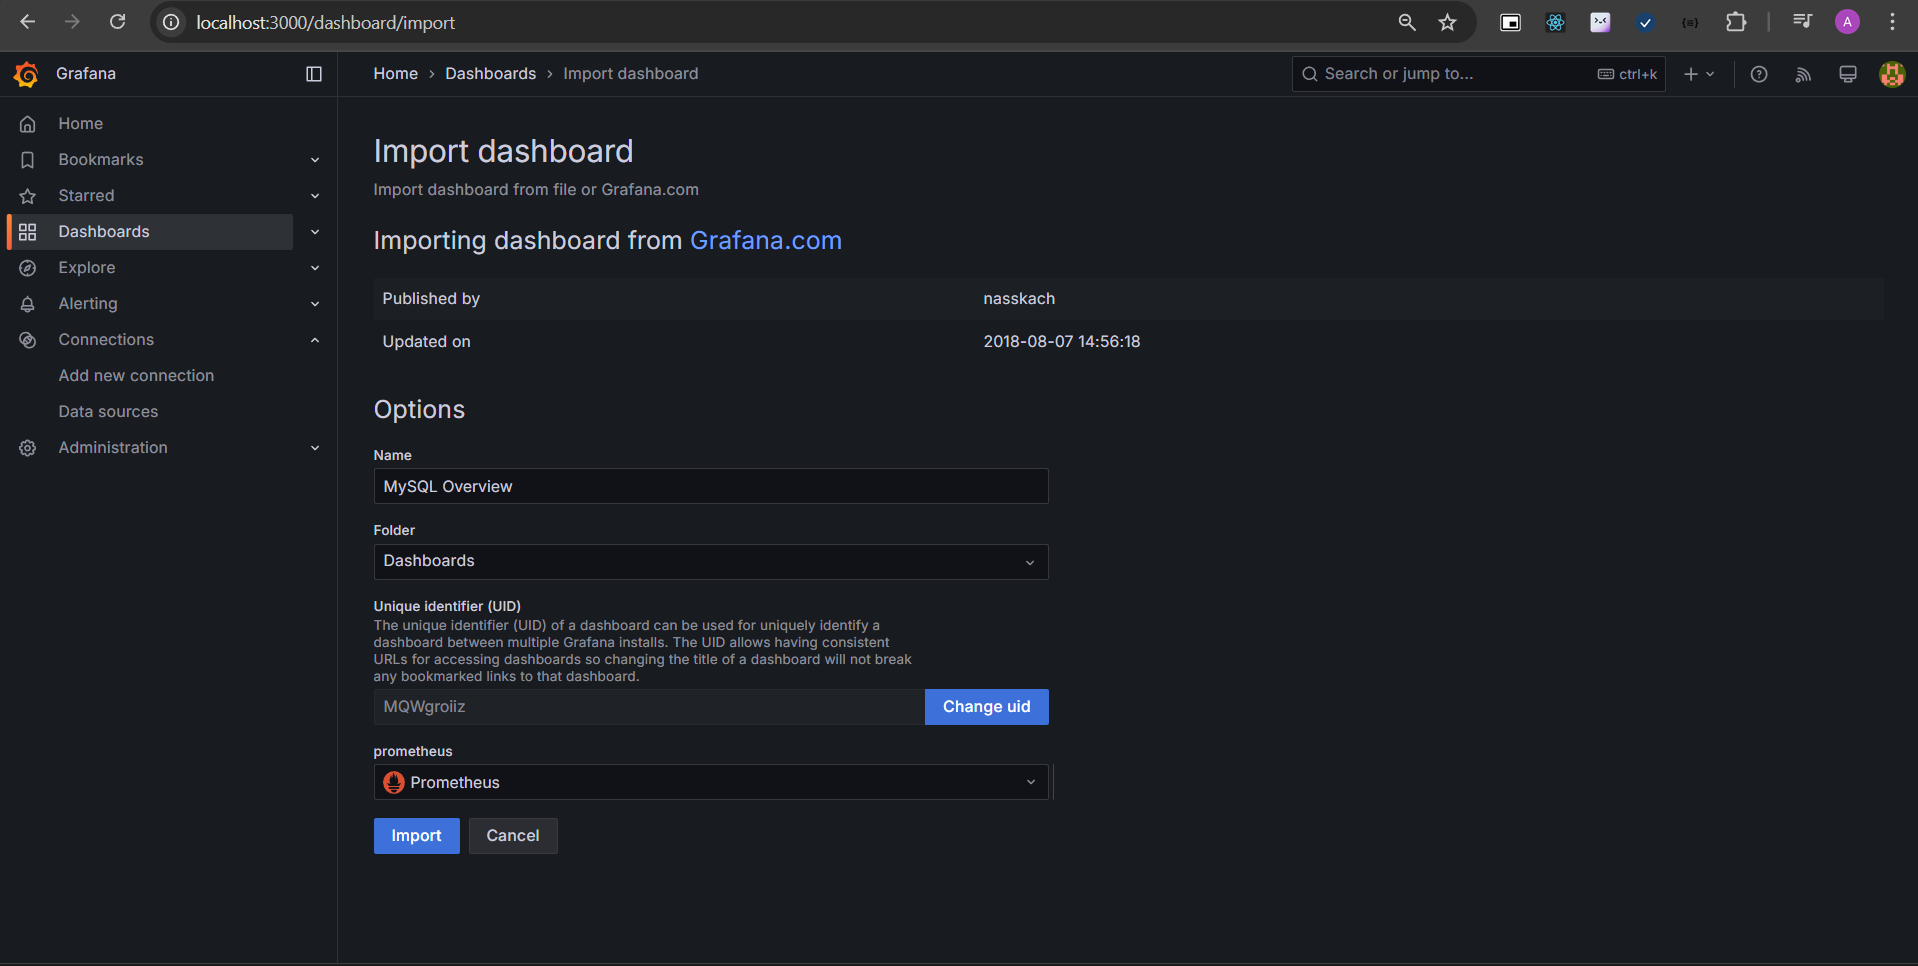 localhost:3000/dashboard/import
A
Grafana
Home › Dashboards › Import dashboard
Search or jump to...
ctrl+k
Home
Bookmarks
Starred
Dashboards
Explore
Alerting
Connections
Add new connection
Data sources
Administration
Import dashboard
Import dashboard from file or Grafana.com
Importing dashboard from Grafana.com
Published by nasskach
Updated on 2018-08-07 14:56:18
Options
Name
MySQL Overview
Folder
Dashboards
Unique identifier (UID)
The unique identifier (UID) of a dashboard can be used for uniquely identify a
dashboard between multiple Grafana installs. The UID allows having consistent
URLs for accessing dashboards so changing the title of a dashboard will not break
any bookmarked links to that dashboard.
MQWgroiiz
Change uid
prometheus
Prometheus
Import
Cancel